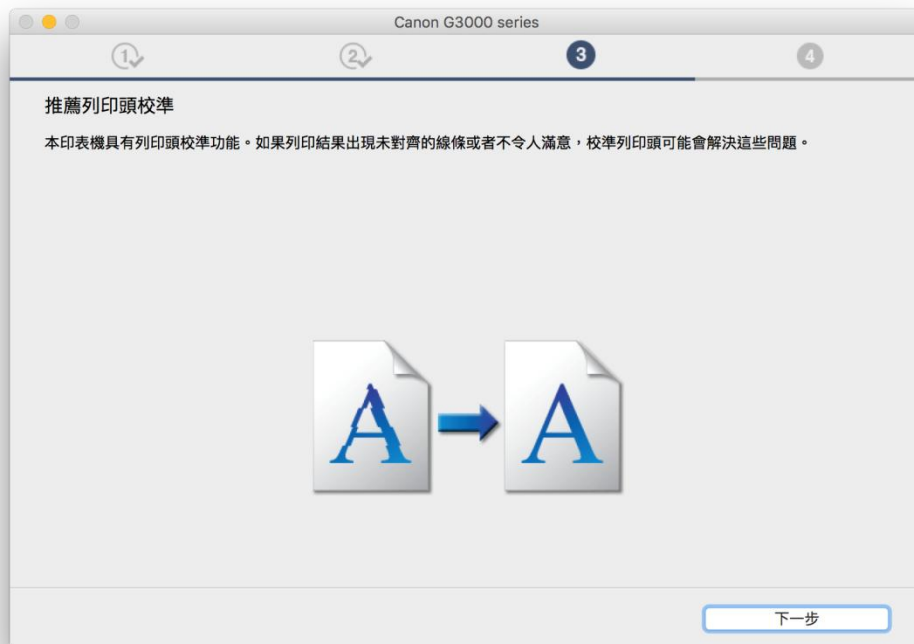 Canon G3000 series
1 2 3 4
推薦列印頭校準
本印表機具有列印頭校準功能。如果列印結果出現未對齊的線條或者不令人滿意，校準列印頭可能會解決這些問題。
A A
下一步